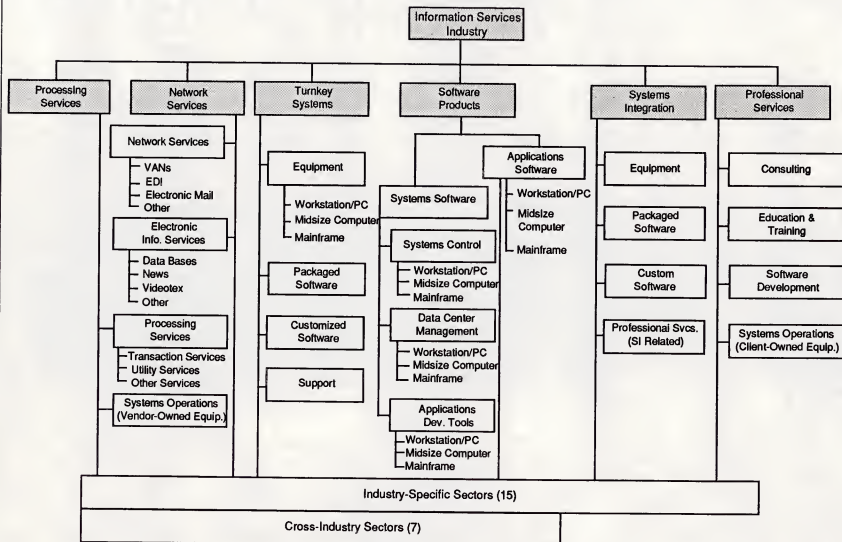 Information Services
Industry
Processing
Services
Network
Services
Turnkey
Systems
Software
Products
Systems
Integration
Professional
Services
Network Services
VANs
EDI
Electronic Mail
Other
Electronic
Info. Services
Data Bases
News
Videotex
Other
Processing
Services
Transaction Services
Utility Services
Other Services
Systems Operations
(Vendor-Owned Equip.)
Equipment
Workstation/PC
Midsize Computer
Mainframe
Packaged
Software
Customized
Software
Support
Systems Software
Systems Control
Workstation/PC
Midsize Computer
Mainframe
Data Center
Management
Workstation/PC
Midsize Computer
Mainframe
Applications
Dev. Tools
Workstation/PC
Midsize Computer
Mainframe
Applications
Software
Workstation/PC
Midsize
Computer
Mainframe
Equipment
Packaged
Software
Custom
Software
Professional Svcs.
(SI Related)
Consulting
Education &
Training
Software
Development
Systems Operations
(Client-Owned Equip.)
Industry-Specific Sectors (15)
Cross-Industry Sectors (7)